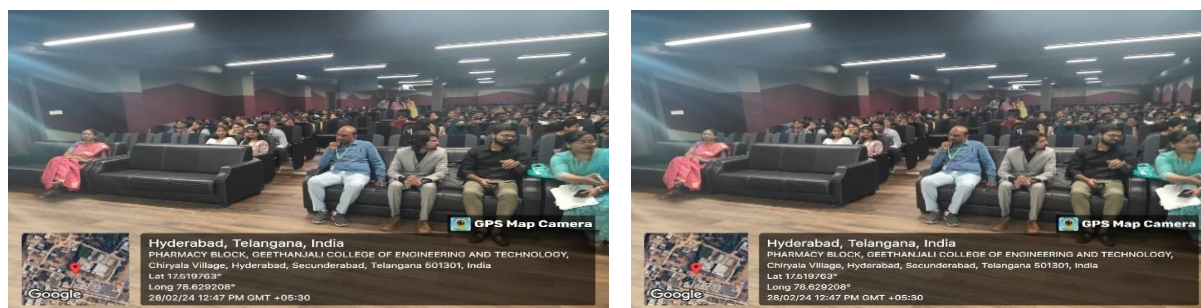 GPS Map Camera
Hyderabad, Telangana, India
PHARMACY BLOCK, GEETHANJALI COLLEGE OF ENGINEERING AND TECHNOLOGY,
Chiryala Village, Hyderabad, Secunderabad, Telangana 501301, India
Lat 17.519763°
Long 78.629208°
28/02/24 12:47 PM GMT +05:30
Google
GPS Map Camera
Hyderabad, Telangana, India
PHARMACY BLOCK, GEETHANJALI COLLEGE OF ENGINEERING AND TECHNOLOGY,
Chiryala Village, Hyderabad, Secunderabad, Telangana 501301, India
Lat 17.519763°
Long 78.629208°
28/02/24 12:47 PM GMT +05:30
Google